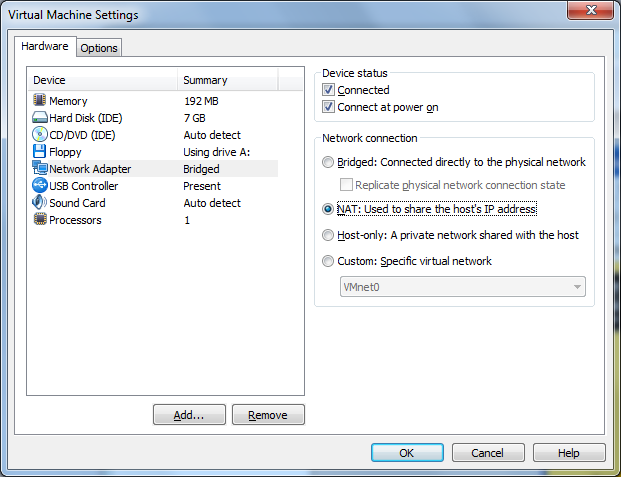 Virtual Machine Settings
Hardware
Options
Device Summary
Memory 192 MB
Hard Disk (IDE) 7 GB
CD/DVD (IDE) Auto detect
Floppy Using drive A:
Network Adapter Bridged
USB Controller Present
Sound Card Auto detect
Processors 1
Add...
Remove
Device status
Connected
Connect at power on
Network connection
Bridged: Connected directly to the physical network
Replicate physical network connection state
NAT: Used to share the host's IP address
Host-only: A private network shared with the host
Custom: Specific virtual network
VMnet0
OK
Cancel
Help